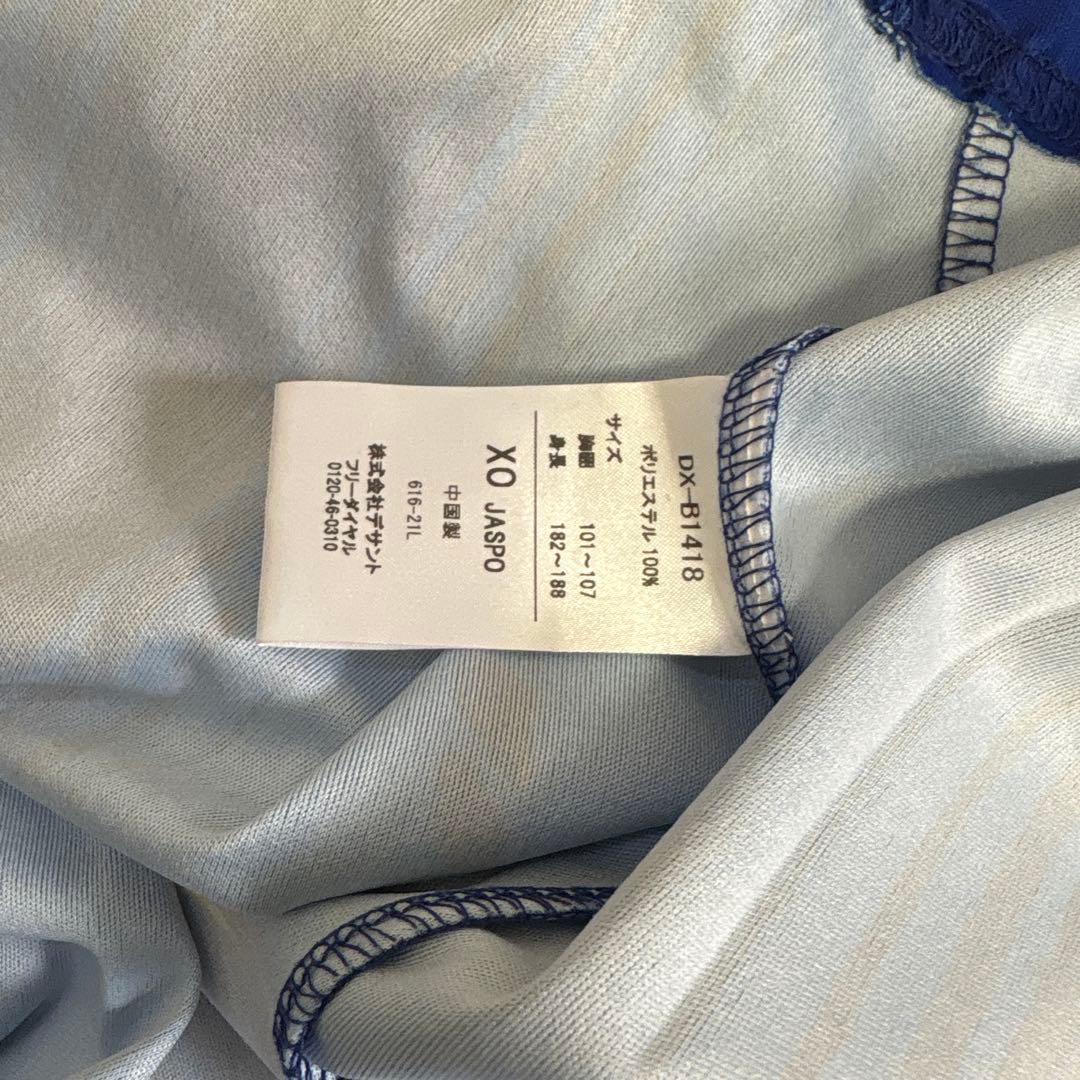 DX-B1418
ポリエステル 100%
サイズ
胸囲 101～107
身長 182～188
XO JASPO
中国製
616-21L
株式会社デサント
フリーダイヤル
0120-46-0310